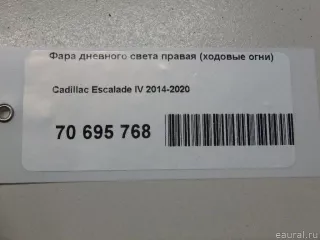 Фара дневного света правая (ходовые огни)
Cadillac Escalade IV 2014-2020
70 695 768
eaural.ru